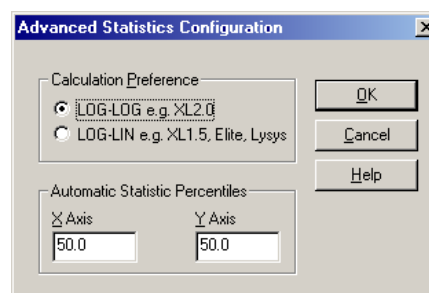 Advanced Statistics Configuration
Calculation Preference
LOG-LOG e.g. XL2.0
LOG-LIN e.g. XL1.5, Elite, Lysys
OK
Cancel
Help
Automatic Statistic Percentiles
X Axis
Y Axis
50.0
50.0